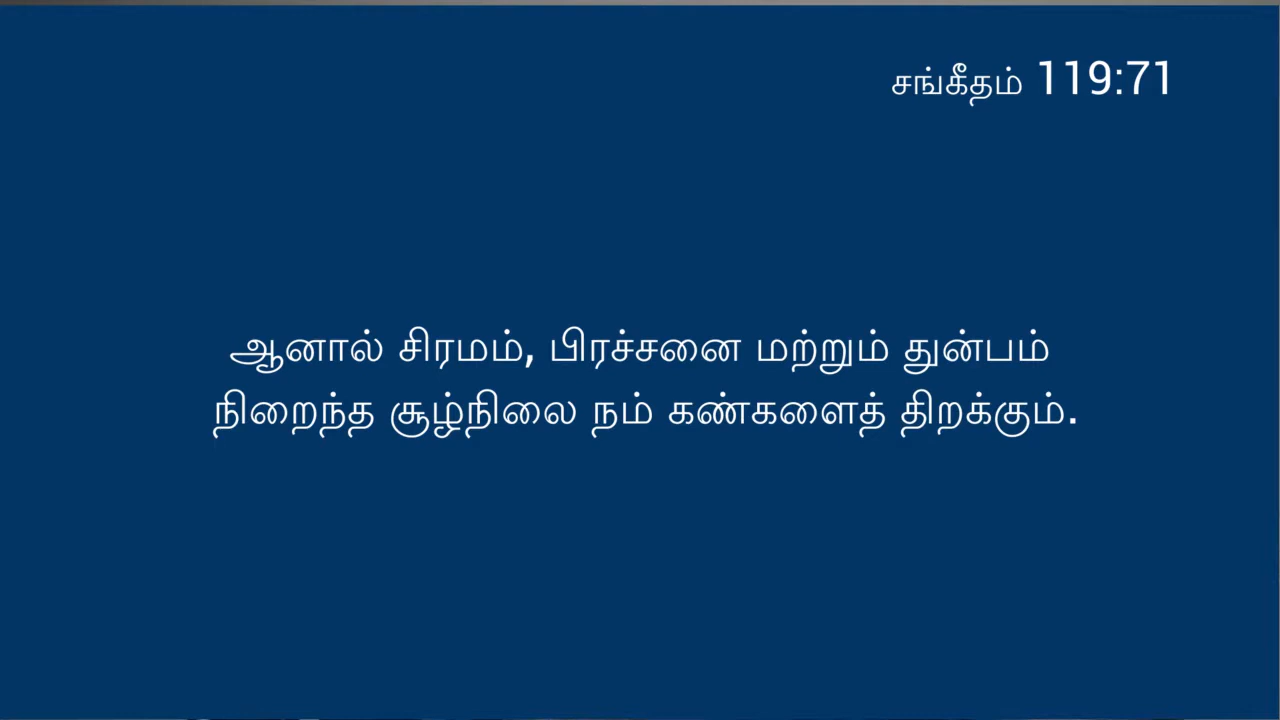 சங்கீதம் 119:71
ஆனால் சிரமம், பிரச்சனை மற்றும் துன்பம்
நிறைந்த சூழ்நிலை நம் கண்களைத் திறக்கும்.